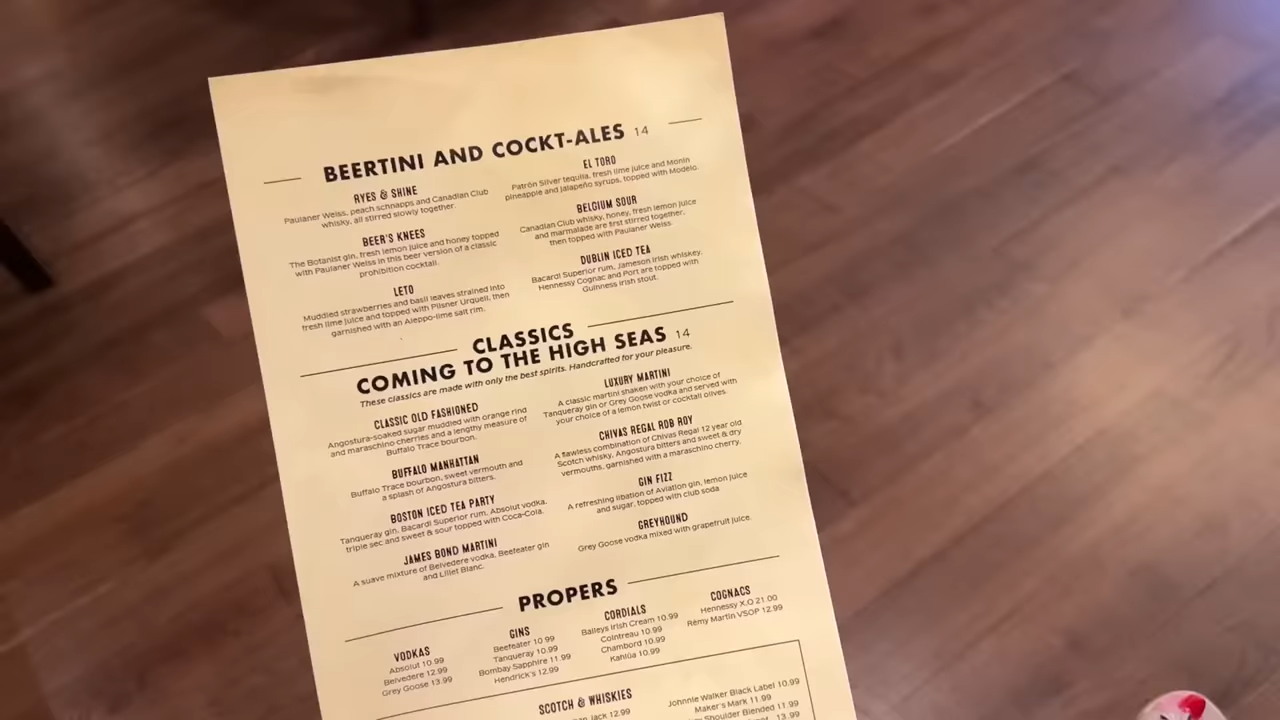 BEERTINI AND COCKT-ALES 14
RYES & SHINE
Paulaner Weiss, peach schnapps and Canadian Club
whisky, all stirred slowly together.
BEER'S KNEES
The Botanist gin, fresh lemon juice and honey topped
with Paulaner Weiss in this beer version of a classic
prohibition cocktail.
LETO
Muddled strawberries and basil leaves strained into
fresh lime juice and topped with Pilsner Urquell, then
garnished with an Aleppo-lime salt rim.
EL TORO
Patrón Silver tequila, fresh lime juice and Monin
pineapple and jalapeño syrups, topped with Modelo.
BELGIUM SOUR
Canadian Club whisky, honey, fresh lemon juice
and marmalade are first stirred together,
then topped with Paulaner Weiss.
DUBLIN ICED TEA
Bacardi Superior rum, Jameson Irish whiskey,
Hennessy Cognac and Port are topped with
Guinness Irish stout.
CLASSICS
COMING TO THE HIGH SEAS 14
These classics are made with only the best spirits. Handcrafted for your pleasure.
CLASSIC OLD FASHIONED
Angostura-soaked sugar muddled with orange rind
and maraschino cherries and a lengthy measure of
Buffalo Trace bourbon.
BUFFALO MANHATTAN
Buffalo Trace bourbon, sweet vermouth and
a splash of Angostura bitters.
BOSTON ICED TEA PARTY
Tanqueray gin, Bacardi Superior rum, Absolut vodka,
triple sec and sweet & sour topped with Coca-Cola.
JAMES BOND MARTINI
A suave mixture of Belvedere vodka, Beefeater gin
and Lillet Blanc.
LUXURY MARTINI
A classic martini shaken with your choice of
Tanqueray gin or Grey Goose vodka and served with
your choice of a lemon twist or cocktail olives.
CHIVAS REGAL ROB ROY
A flawless combination of Chivas Regal 12 year old
Scotch whisky, Angostura bitters and sweet & dry
vermouths, garnished with a maraschino cherry.
GIN FIZZ
A refreshing libation of Aviation gin, lemon juice
and sugar, topped with club soda
GREYHOUND
Grey Goose vodka mixed with grapefruit juice.
PROPERS
VODKAS
Absolut 10.99
Belvedere 12.99
Grey Goose 13.99
GINS
Beefeater 10.99
Tanqueray 10.99
Bombay Sapphire 11.99
Hendrick's 12.99
CORDIALS
Baileys Irish Cream 10.99
Cointreau 10.99
Chambord 10.99
Kahlúa 10.99
COGNACS
Hennessy X.O 21.00
Rémy Martin VSOP 12.99
SCOTCH & WHISKIES
Jack 12.99
Johnnie Walker Black Label 10.99
Maker's Mark 11.99
Shoulder Blended 11.99
13.99